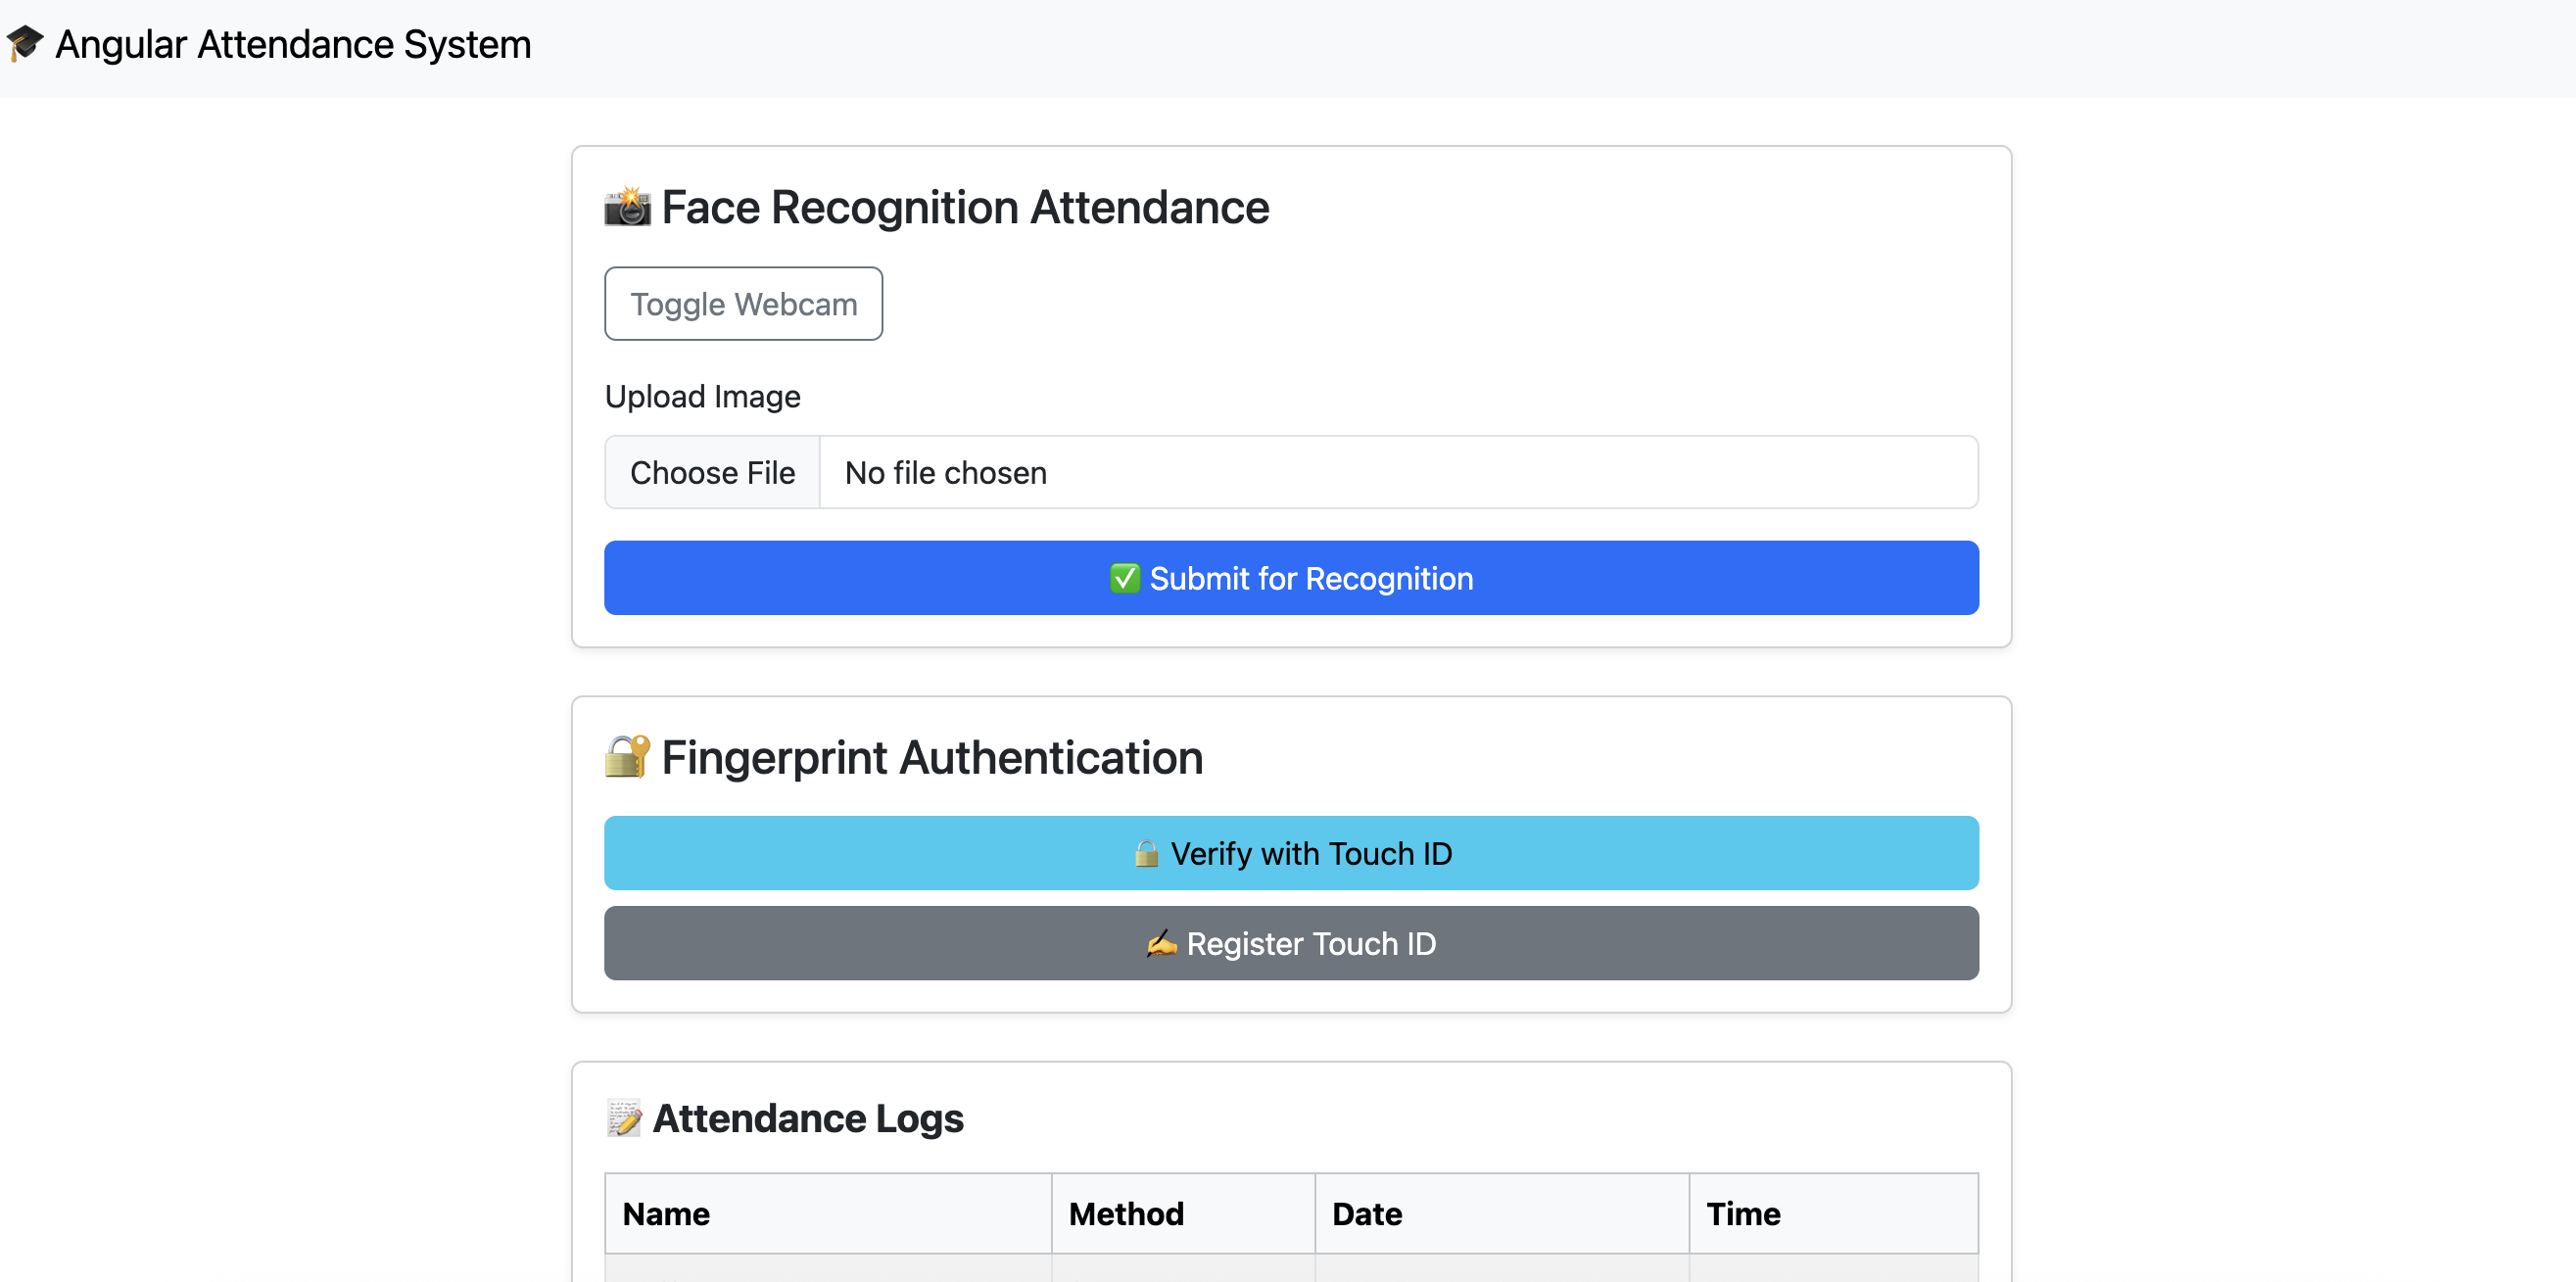 🎓 Angular Attendance System
📸 Face Recognition Attendance
Toggle Webcam
Upload Image
Choose File No file chosen
✅ Submit for Recognition
🔐 Fingerprint Authentication
🔒 Verify with Touch ID
✍️ Register Touch ID
📝 Attendance Logs
Name Method Date Time